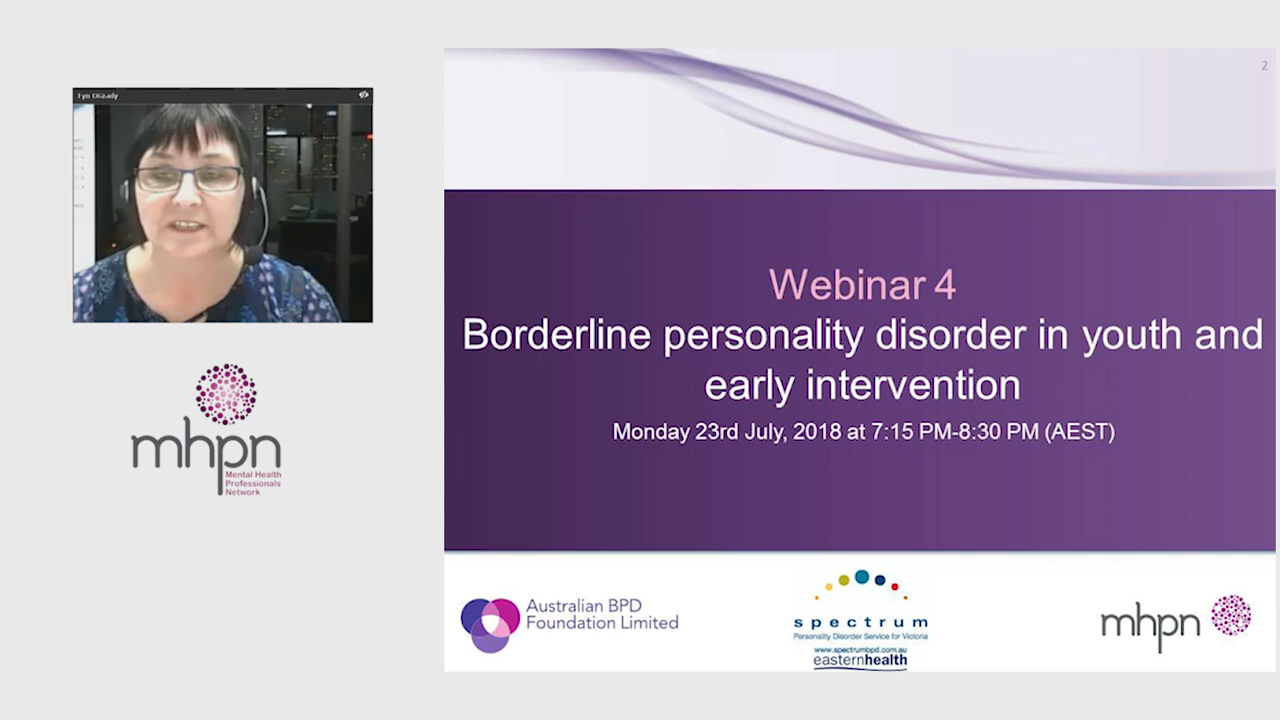 2
Webinar 4
Borderline personality disorder in youth and
early intervention
Monday 23rd July, 2018 at 7:15 PM-8:30 PM (AEST)
mhpn
Mental Health
Professionals
Network
Australian BPD
Foundation Limited
spectrum
Personality Disorder Service for Victoria
www.spectrumbpd.com.au
easternhealth
mhpn